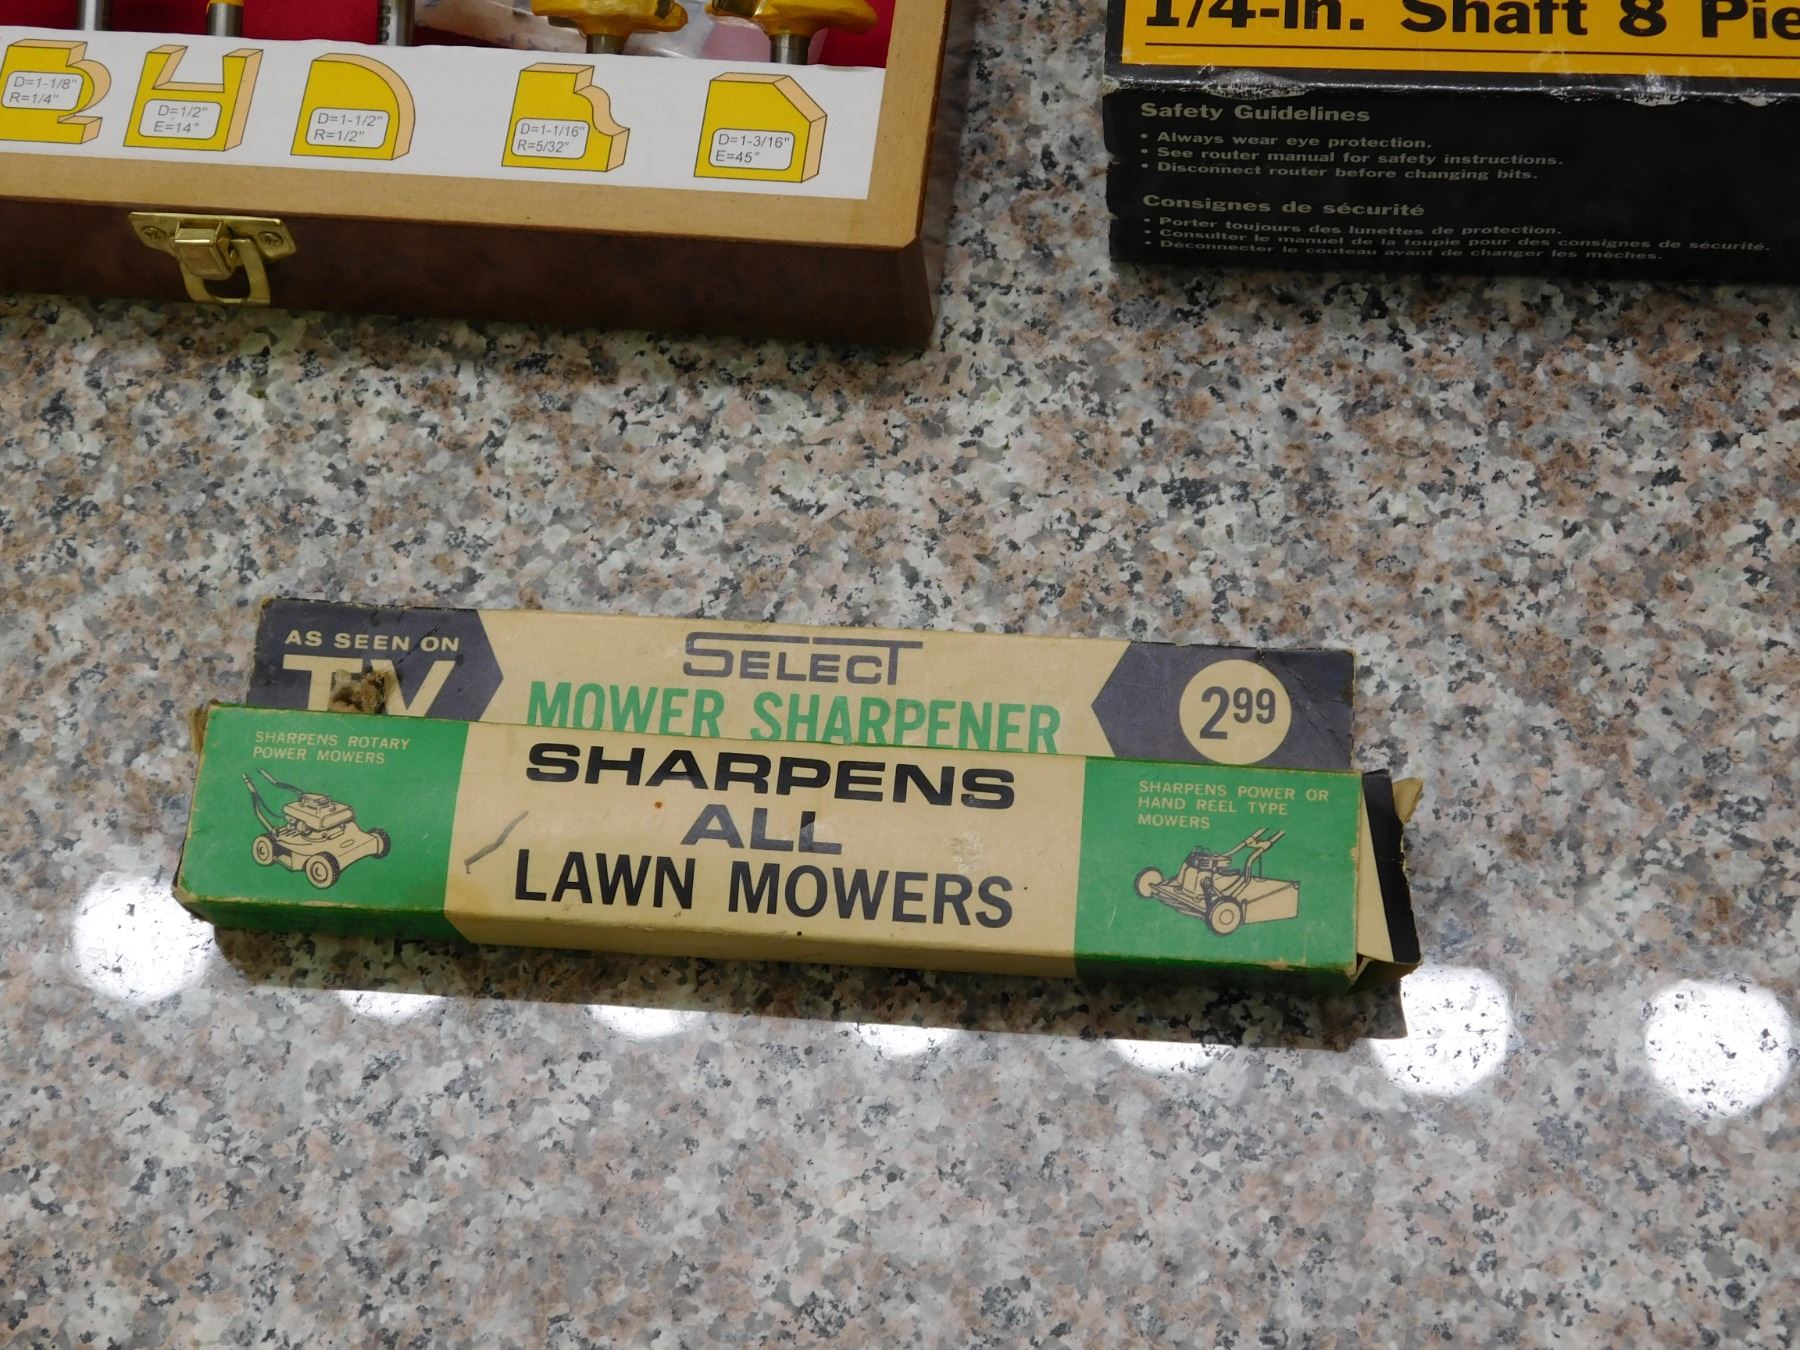 D=1-1/8"
R=1/4"
D=1/2"
E=14°
D=1-1/2"
R=1/2"
D=1-1/16"
R=5/32"
D=1-3/16"
E=45°
1/4-in. Shaft 8 Pie
Safety Guidelines
• Always wear eye protection.
• See router manual for safety instructions.
• Disconnect router before changing bits.
Consignes de sécurité
• Porter toujours des lunettes de protection.
• Consulter le manuel de la toupie pour des consignes de sécurité.
• Déconnecter le couteau avant de changer les mèches.
AS SEEN ON
TV
SELECT
MOWER SHARPENER
299
SHARPENS ROTARY
POWER MOWERS
SHARPENS
ALL
LAWN MOWERS
SHARPENS POWER OR
HAND REEL TYPE
MOWERS